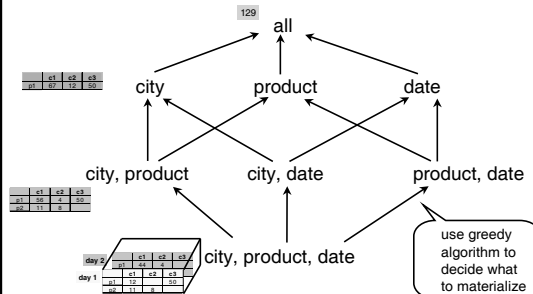 129
all
c1 c2 c3
p1 67 12 50
city product date
city, product city, date product, date
c1 c2 c3
p1 56 4 50
p2 11 8
use greedy
algorithm to
decide what
to materialize
city, product, date
day 2 c1 c2 c3
p1 44 4
day 1 c1 c2 c3
p1 12 50
p2 11 8